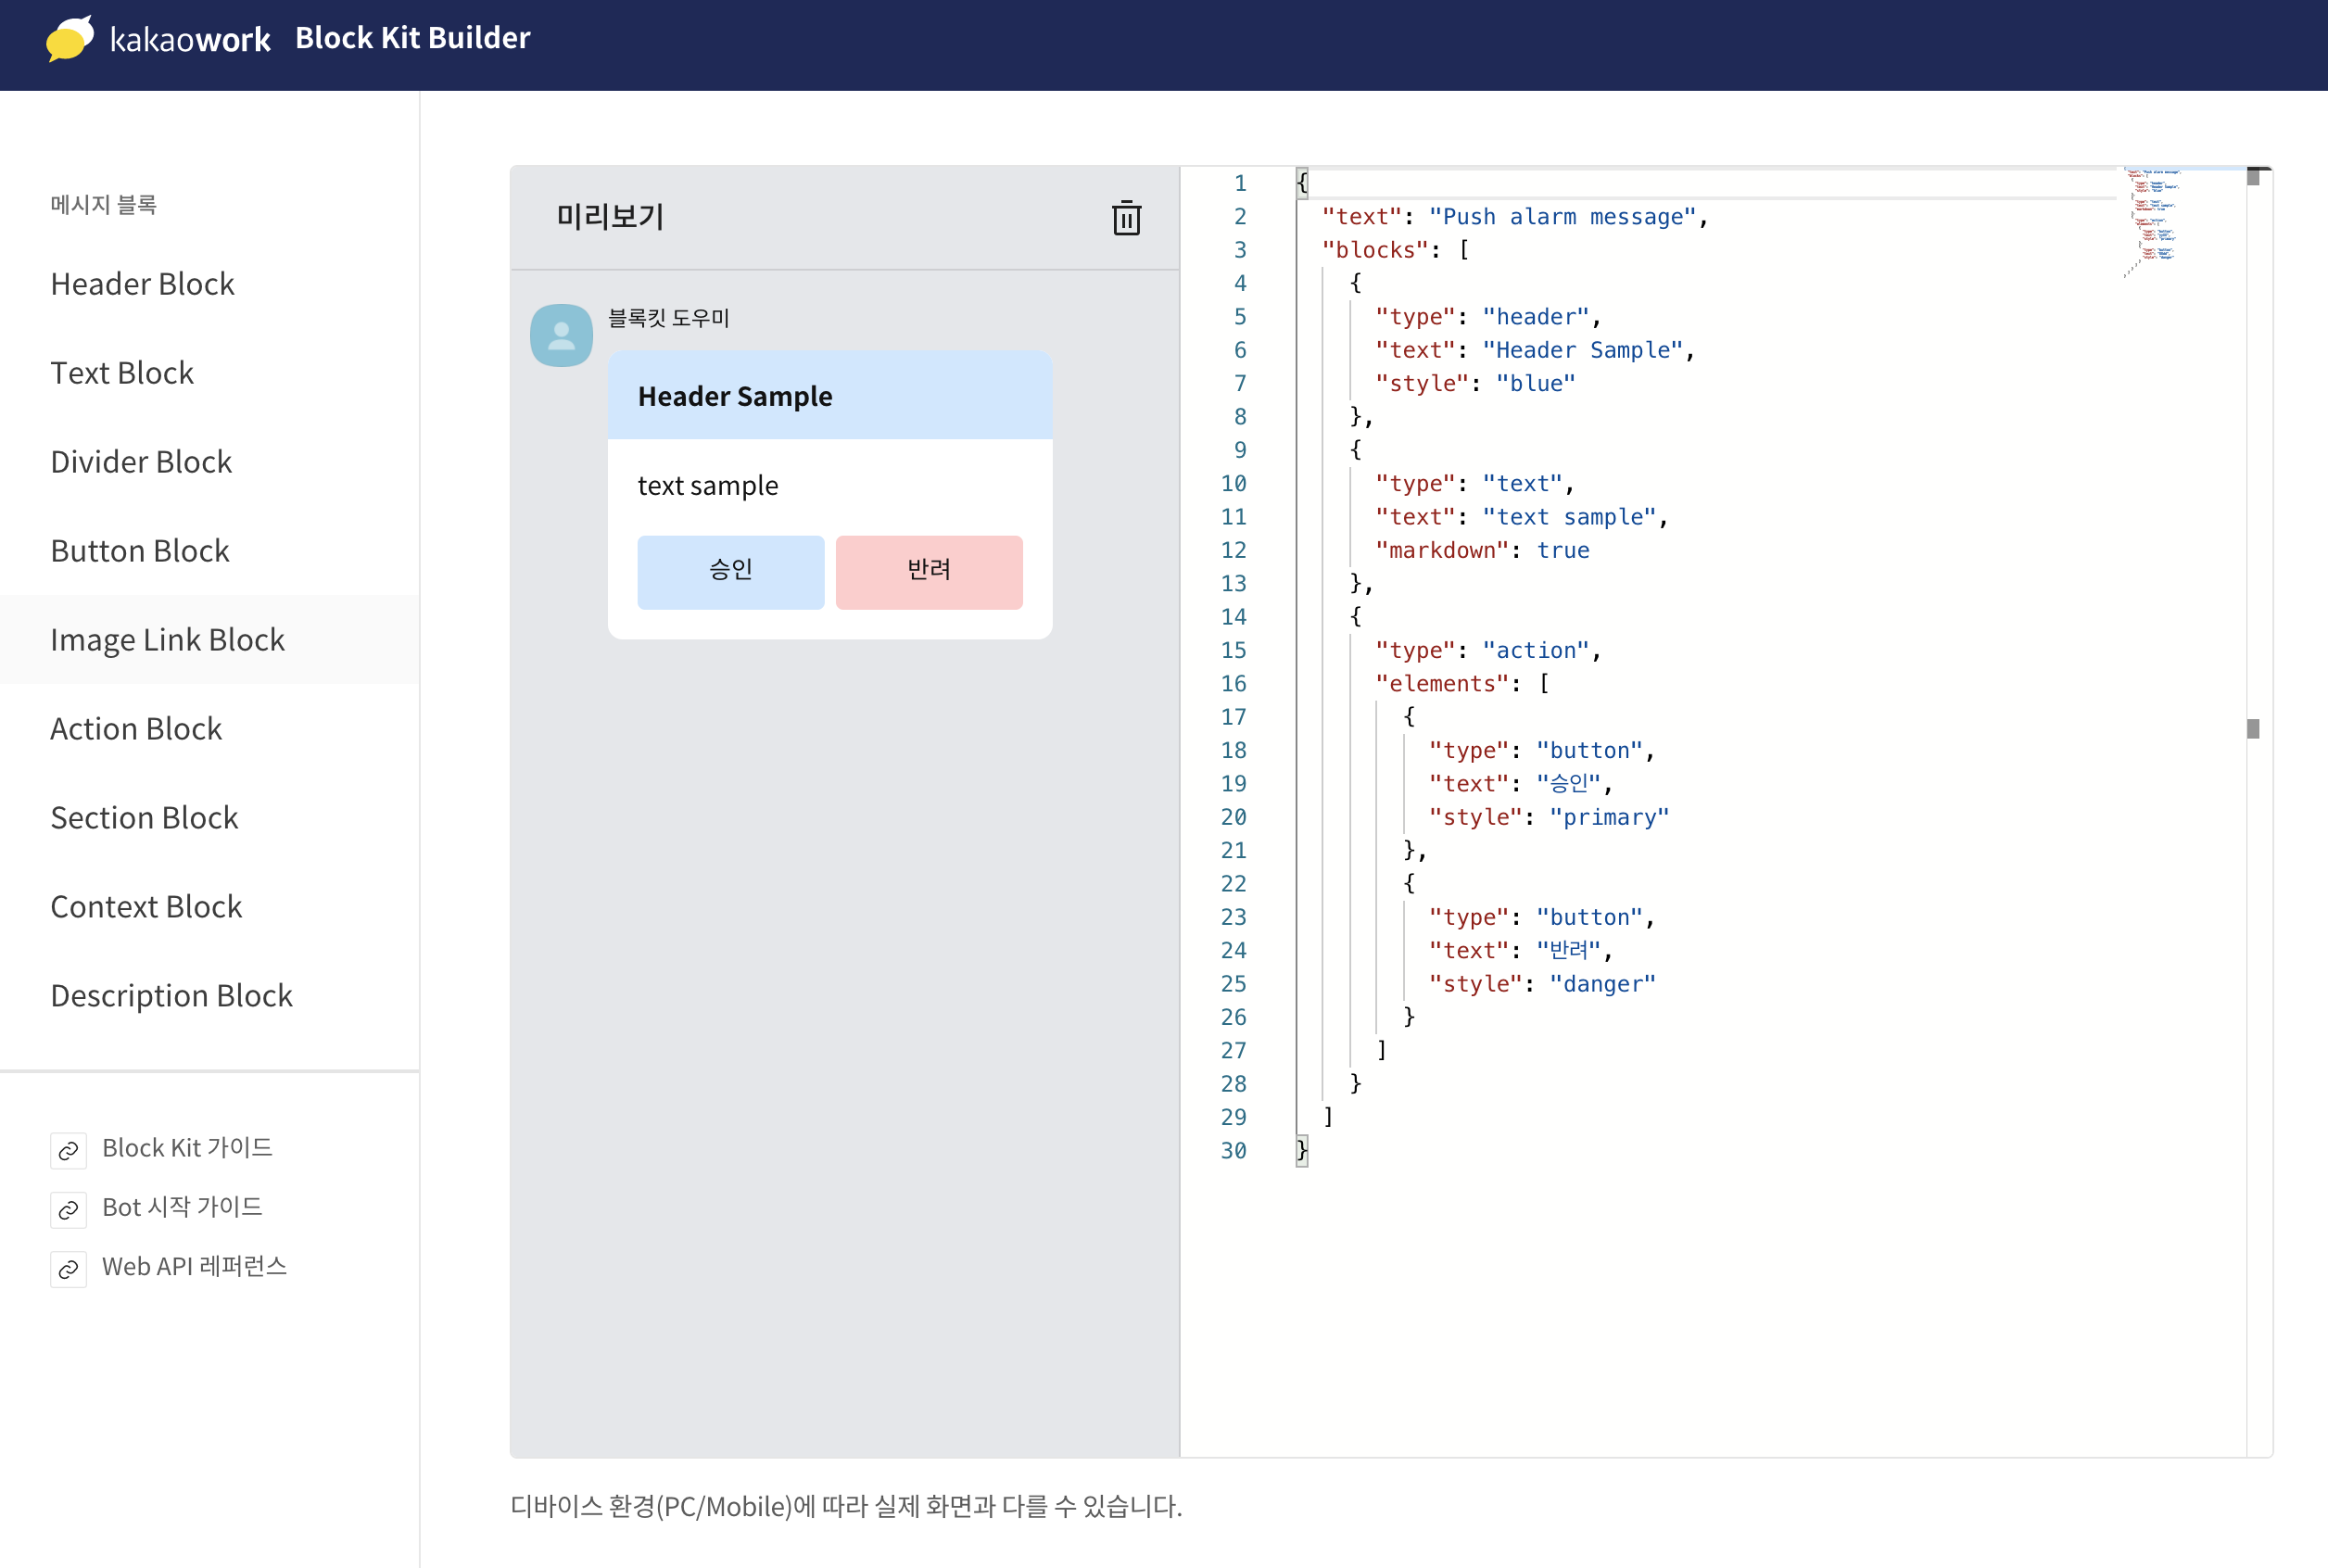 kakaowork Block Kit Builder
메시지 블록
Header Block
Text Block
Divider Block
Button Block
Image Link Block
Action Block
Section Block
Context Block
Description Block
Block Kit 가이드
Bot 시작 가이드
Web API 레퍼런스
미리보기
블록킷 도우미
Header Sample
text sample
승인 반려
1 {
2 "text": "Push alarm message",
3 "blocks": [
4 {
5 "type": "header",
6 "text": "Header Sample",
7 "style": "blue"
8 },
9 {
10 "type": "text",
11 "text": "text sample",
12 "markdown": true
13 },
14 {
15 "type": "action",
16 "elements": [
17 {
18 "type": "button",
19 "text": "승인",
20 "style": "primary"
21 },
22 {
23 "type": "button",
24 "text": "반려",
25 "style": "danger"
26 }
27 ]
28 }
29 ]
30 }
디바이스 환경(PC/Mobile)에 따라 실제 화면과 다를 수 있습니다.